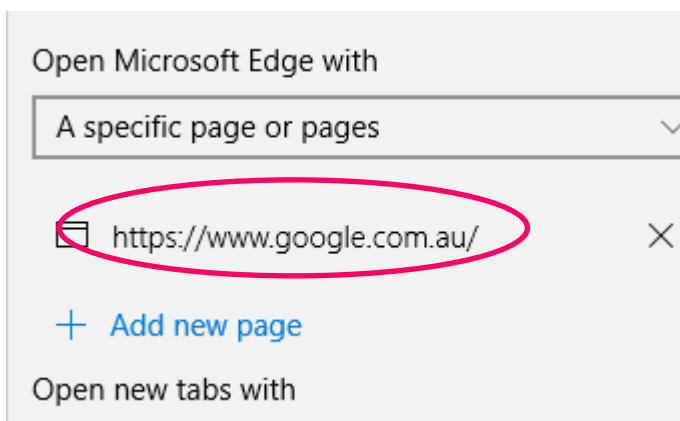 Open Microsoft Edge with
A specific page or pages
https://www.google.com.au/
Add new page
Open new tabs with